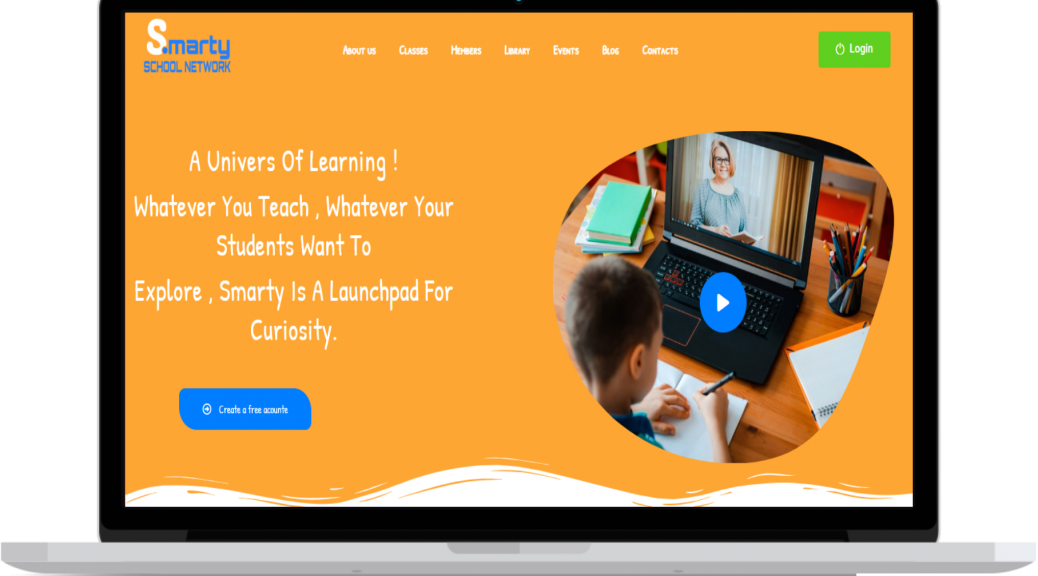 S.marty
SCHOOL NETWORK
About us Classes Members Library Events Blog Contacts
Login
A Univers Of Learning !
Whatever You Teach , Whatever Your
Students Want To
Explore , Smarty Is A Launchpad For
Curiosity.
Create a free acounte